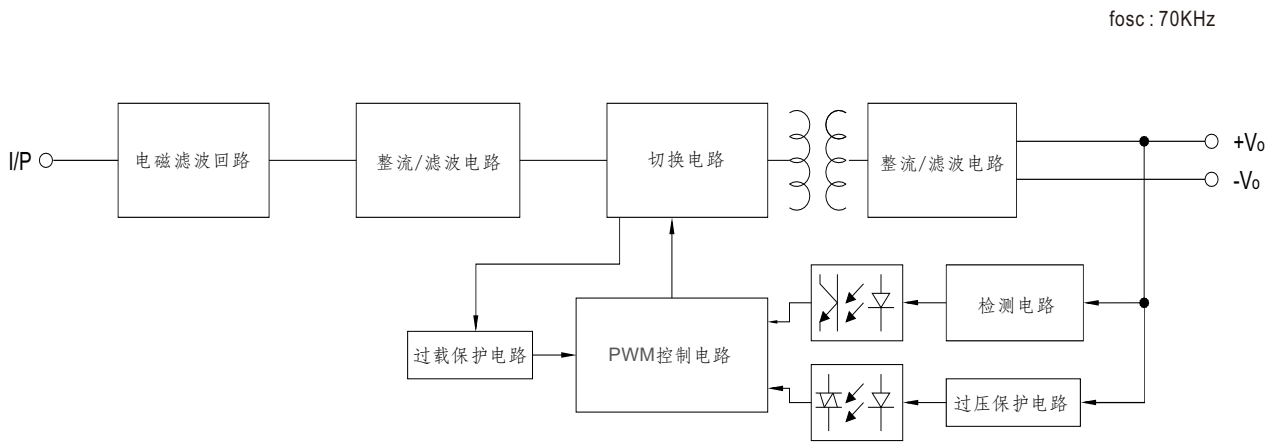 fosc : 70KHz
I/P
电磁滤波回路
整流/滤波电路
切换电路
整流/滤波电路
+Vo
-Vo
检测电路
过载保护电路
PWM控制电路
过压保护电路